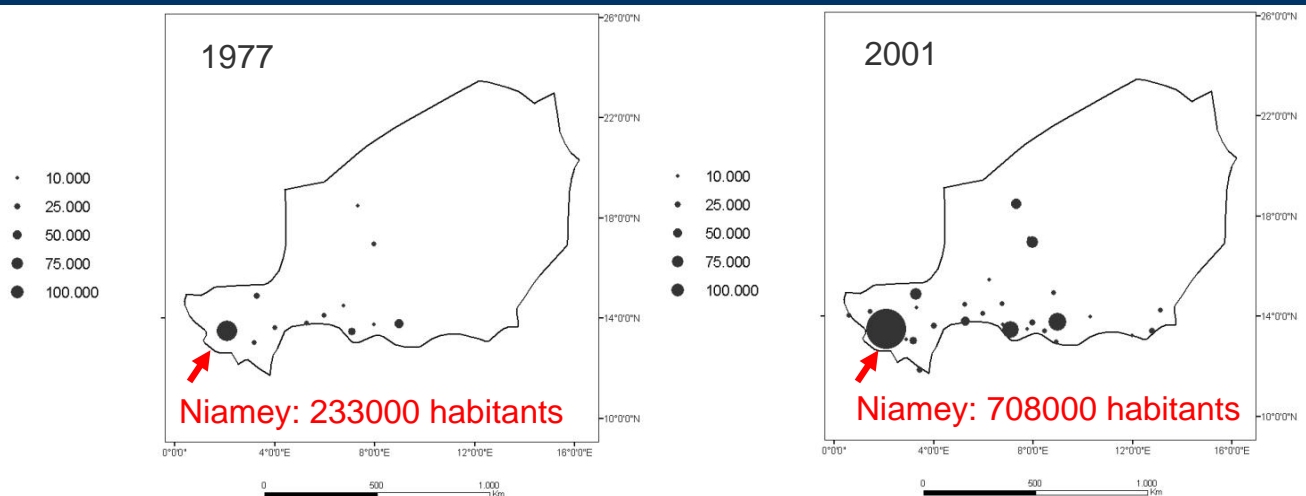 1977
26°0'0"N
22°0'0"N
18°0'0"N
14°0'0"N
10°0'0"N
10.000
25.000
50.000
75.000
100.000
Niamey: 233000 habitants
0°0'0" 4°0'0"E 8°0'0"E 12°0'0"E 16°0'0"E
0 500 1.000
Km
2001
26°0'0"N
22°0'0"N
18°0'0"N
14°0'0"N
10°0'0"N
10.000
25.000
50.000
75.000
100.000
Niamey: 708000 habitants
0°0'0" 4°0'0"E 8°0'0"E 12°0'0"E 16°0'0"E
0 500 1.000
Km